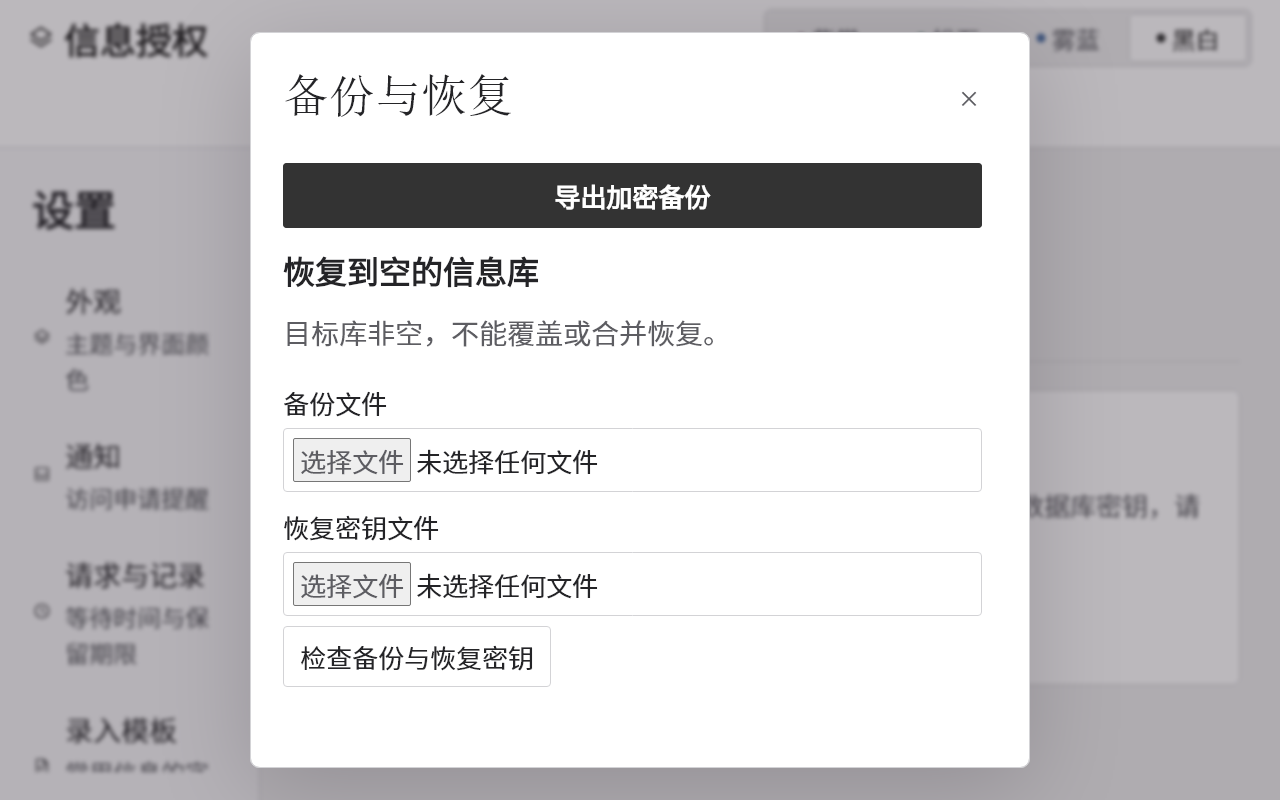 信息授权
雾蓝
黑白
备份与恢复
导出加密备份
恢复到空的信息库
目标库非空，不能覆盖或合并恢复。
备份文件
选择文件 未选择任何文件
恢复密钥文件
选择文件 未选择任何文件
检查备份与恢复密钥
设置
外观
主题与界面颜
色
通知
访问申请提醒
请求与记录
等待时间与保
留期限
录入模板
数据库密钥，请